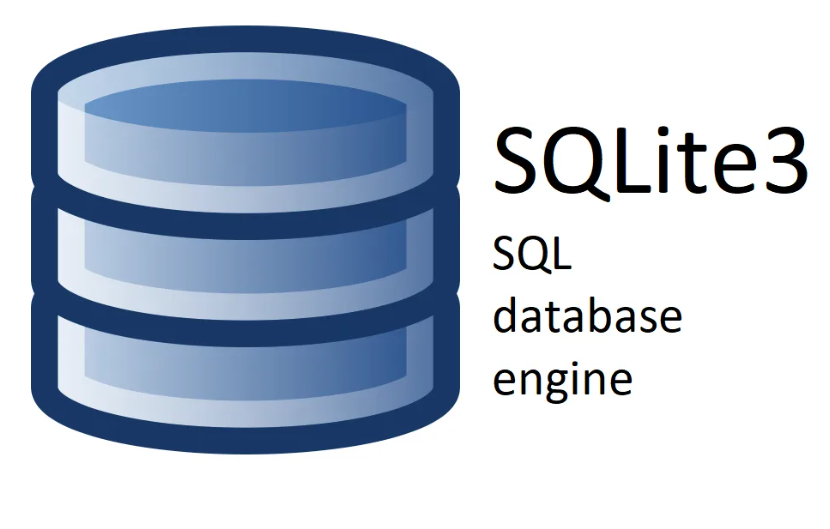 SQLite3
SQL
database
engine